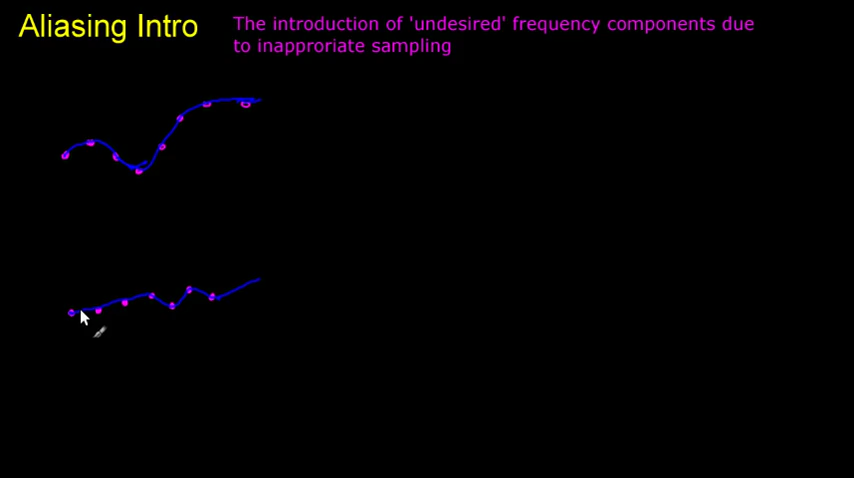 Aliasing Intro
The introduction of 'undesired' frequency components due
to inapproriate sampling